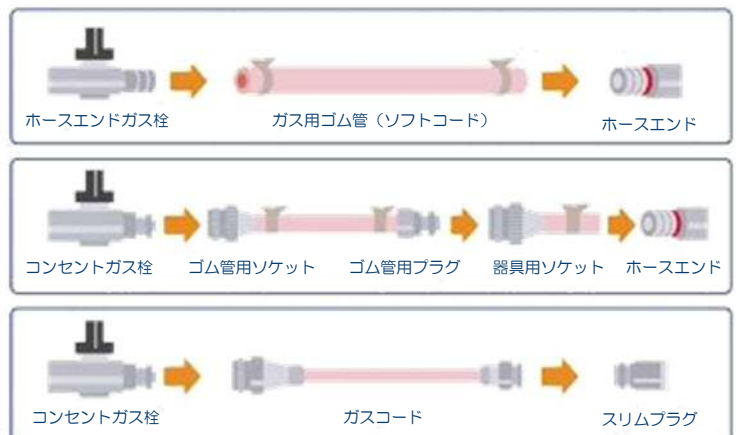 ホースエンドガス栓 ガス用ゴム管（ソフトコード） ホースエンド
コンセントガス栓 ゴム管用ソケット ゴム管用プラグ 器具用ソケット ホースエンド
コンセントガス栓 ガスコード スリムプラグ